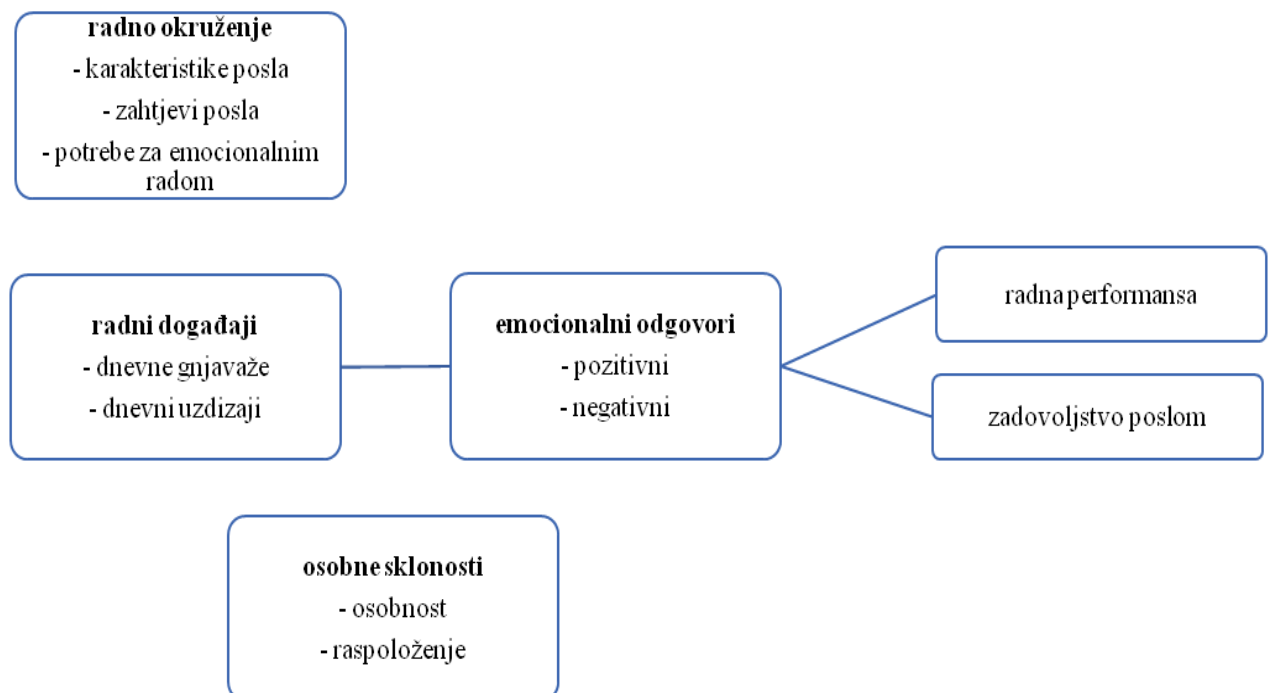 radno okruženje
- karakteristike posla
- zahtjevi posla
- potrebe za emocionalnim
radom
radni događaji
- dnevne gnjavaže
- dnevni uzdizaji
emocionalni odgovori
- pozitivni
- negativni
radna performansa
zadovoljstvo poslom
osobne sklonosti
- osobnost
- raspoloženje